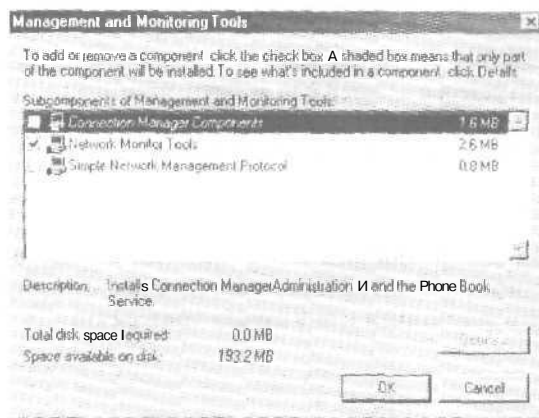 Management and Monitoring Tools
To add or remove a component click the check box A shaded box means that only part
of the component will be installed. To see what's included in a component click Details
Subcomponents of Management and Monitoring Tools:
Connection Manager Components 1.6 MB
Network Monitor Tools 2.6 MB
Simple Network Management Protocol 0.8 MB
Description: Installs Connection Manager Administration И and the Phone Book
Service.
Total disk space required: 0.0 MB
Space available on disk: 193.2 MB
Details...
OK Cancel